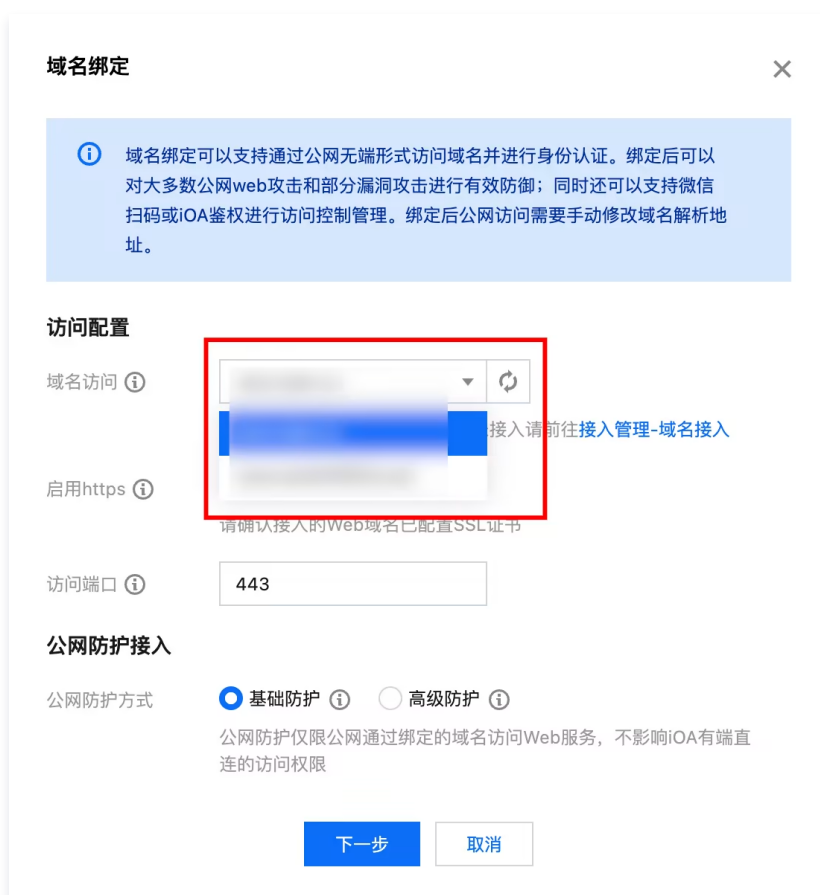 域名绑定
域名绑定可以支持通过公网无端形式访问域名并进行身份认证。绑定后可以
对大多数公网web攻击和部分漏洞攻击进行有效防御；同时还可以支持微信
扫码或iOA鉴权进行访问控制管理。绑定后公网访问需要手动修改域名解析地
址。
访问配置
域名访问
接入请前往接入管理-域名接入
启用https
请确认接入的Web域名已配置SSL证书
访问端口
443
公网防护接入
公网防护方式
基础防护
高级防护
公网防护仅限公网通过绑定的域名访问Web服务，不影响iOA有端直
连的访问权限
下一步
取消